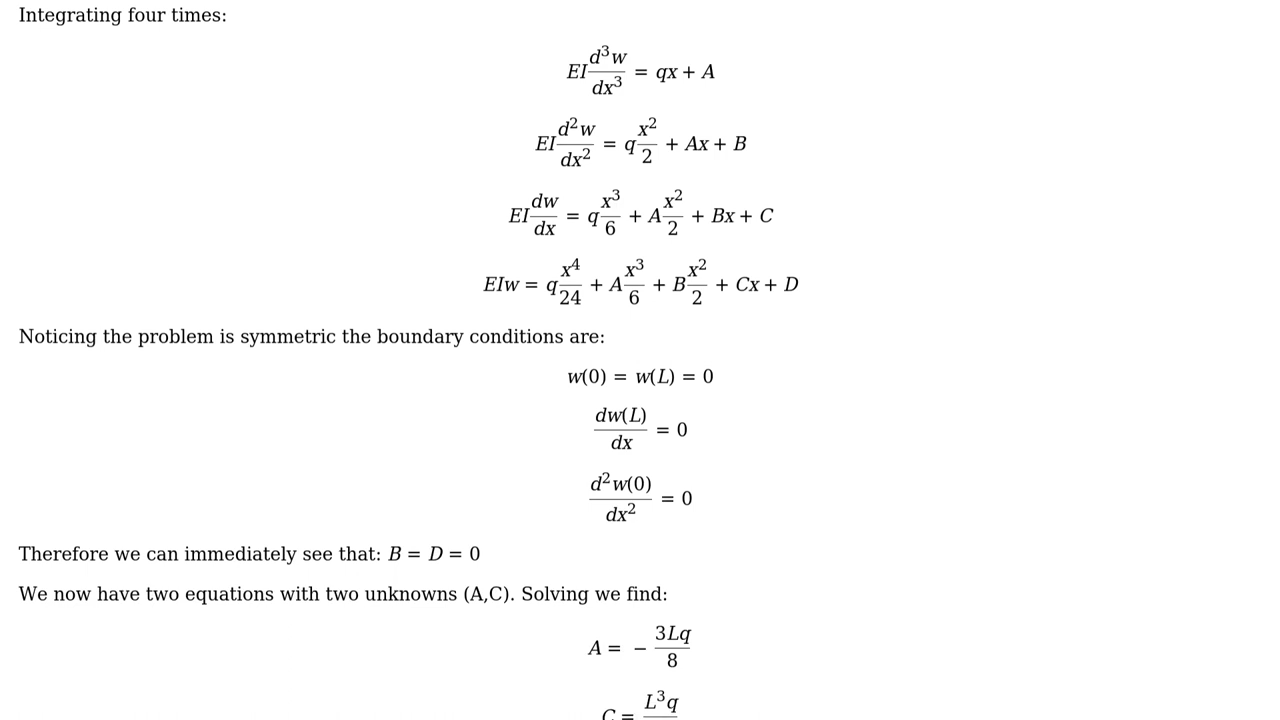 Integrating four times:
EI d³w/dx³ = qx + A
EI d²w/dx² = q x²/2 + Ax + B
EI dw/dx = q x³/6 + A x²/2 + Bx + C
EIw = q x⁴/24 + A x³/6 + B x²/2 + Cx + D
Noticing the problem is symmetric the boundary conditions are:
w(0) = w(L) = 0
dw(L)/dx = 0
d²w(0)/dx² = 0
Therefore we can immediately see that: B = D = 0
We now have two equations with two unknowns (A,C). Solving we find:
A = − 3Lq/8
C = L³q